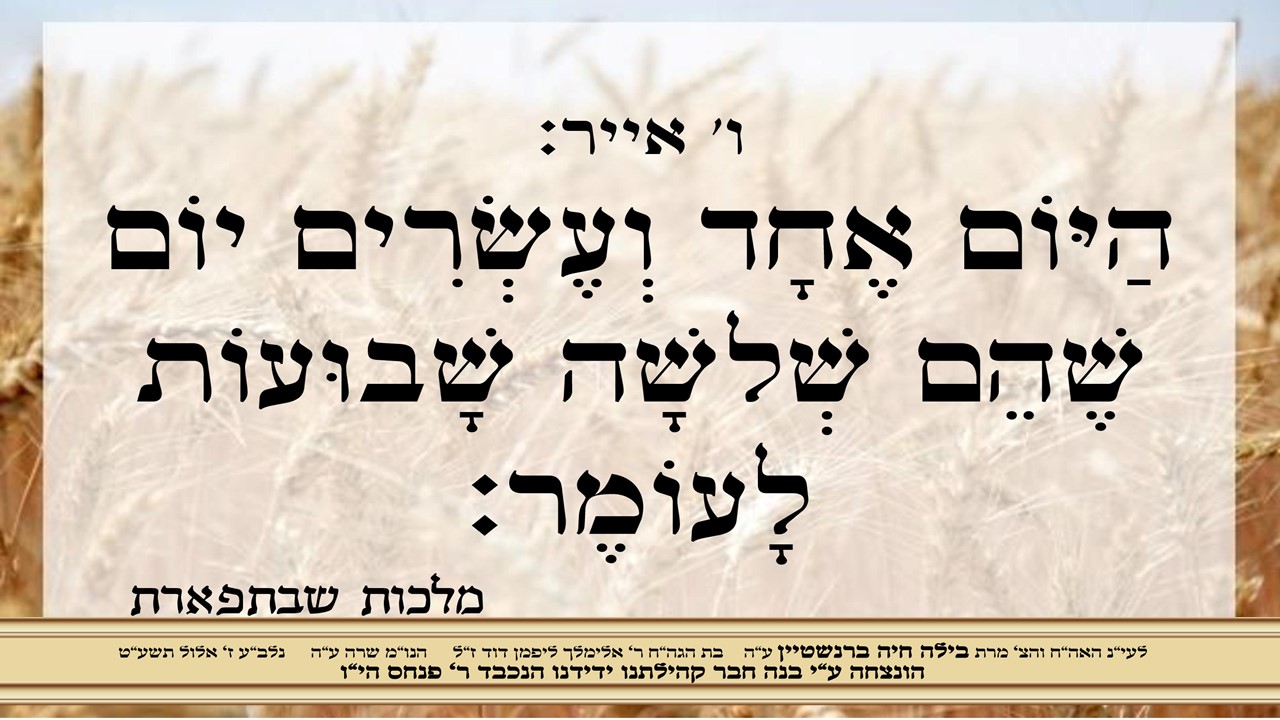 ו׳ אייר:
הַיּוֹם אֶחָד וְעֶשְׂרִים יוֹם
שֶׁהֵם שְׁלשָׁה שָׁבוּעוֹת
לָעוֹמֶר:
מלכות שבתפארת
לעי״נ האה״ח והצ׳ מרת בילה חיה ברנשטיין ע״ה בת הגה״ח ר׳ אלימלך ליפמן דוד ז״ל הנו״מ שרה ע״ה נלב״ע ז׳ אלול תשע״ט
הונצחה ע״י בנה חבר קהילתנו ידידנו הנכבד ר׳ פנחס הי״ו